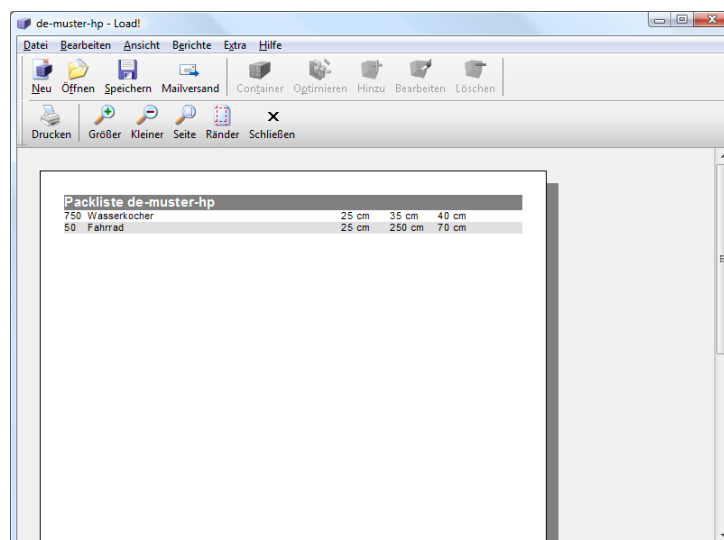 de-muster-hp - Load!
Datei Bearbeiten Ansicht Berichte Extra Hilfe
Neu Öffnen Speichern Mailversand Container Optimieren Hinzu Bearbeiten Löschen
Drucken Größer Kleiner Seite Ränder Schließen
Packliste de-muster-hp
750 Wasserkocher 25 cm 35 cm 40 cm
50 Fahrrad 25 cm 250 cm 70 cm